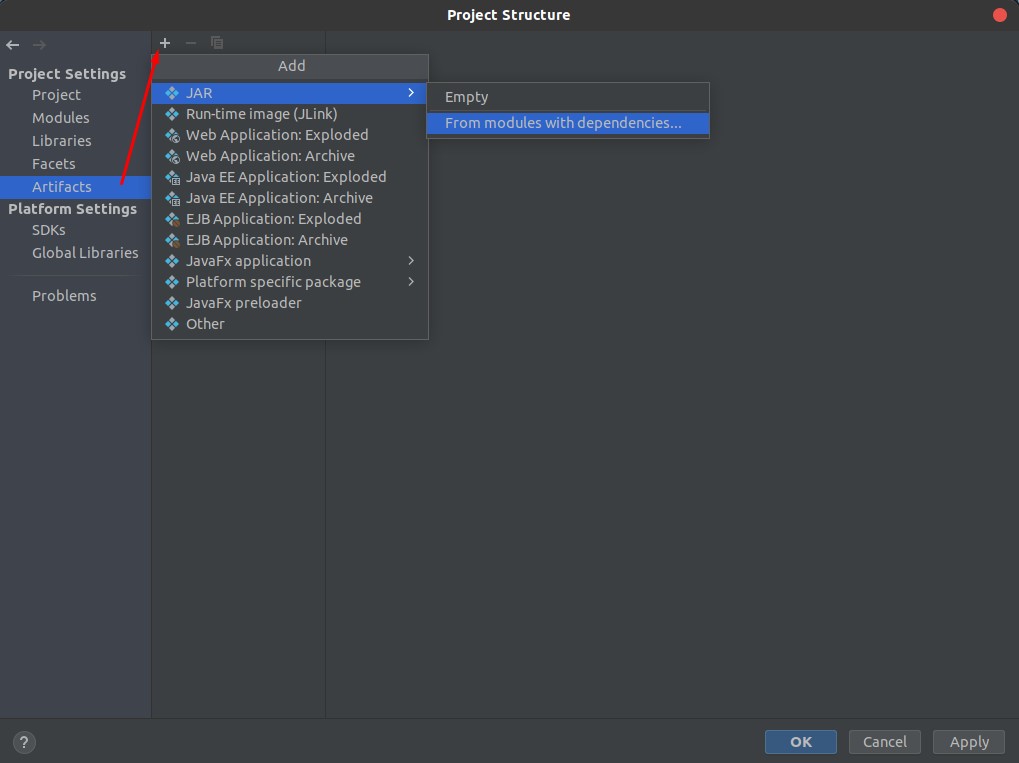 Project Structure
Project Settings
Project
Modules
Libraries
Facets
Artifacts
Platform Settings
SDKs
Global Libraries
Problems
Add
JAR
Run-time image (JLink)
Web Application: Exploded
Web Application: Archive
Java EE Application: Exploded
Java EE Application: Archive
EJB Application: Exploded
EJB Application: Archive
JavaFx application
Platform specific package
JavaFx preloader
Other
Empty
From modules with dependencies...
?
OK
Cancel
Apply